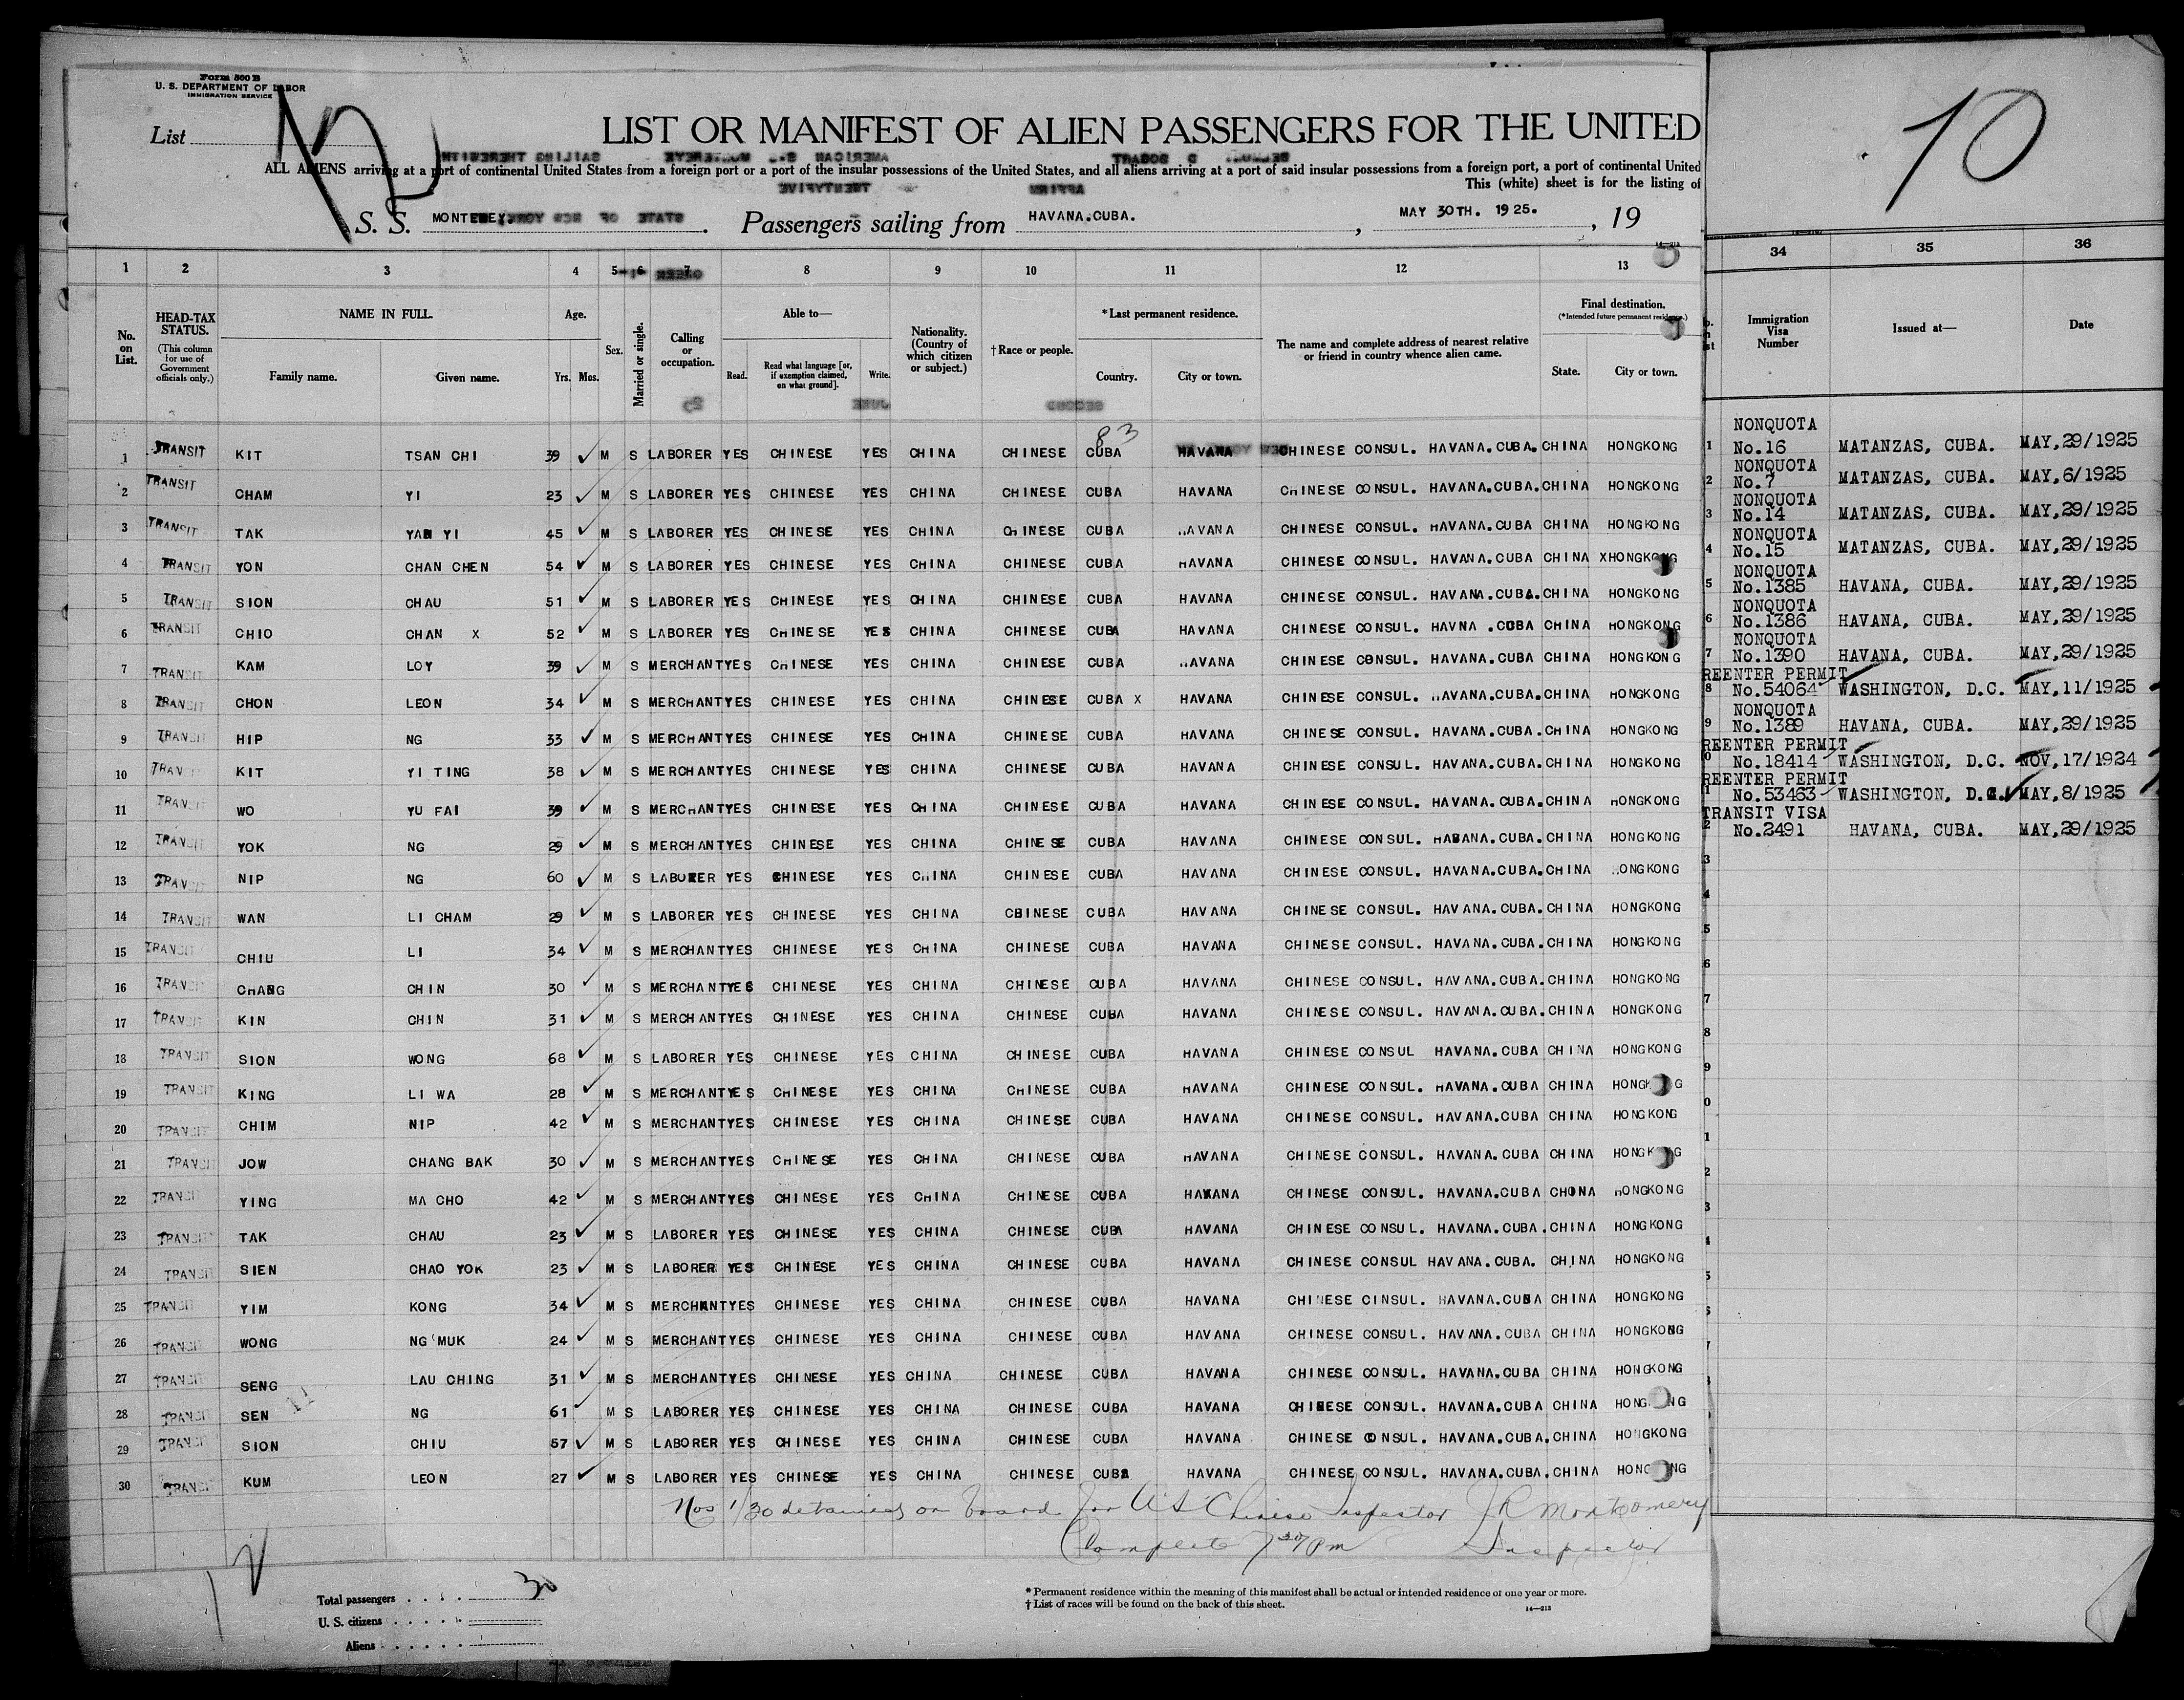 Form 500 B
U. S. DEPARTMENT OF LABOR
IMMIGRATION SERVICE
List
LIST OR MANIFEST OF ALIEN PASSENGERS FOR THE UNITED
ALL ALIENS arriving at a port of continental United States from a foreign port or a port of the insular possessions of the United States, and all aliens arriving at a port of said insular possessions from a foreign port, a port of continental United
This (white) sheet is for the listing of
S. S. MONTEREY. Passengers sailing from HAVANA.CUBA. , MAY 30TH. 1925. , 19
10
1 2 3 4 5 6 7 8 9 10 11 12 13
No. on List.
HEAD-TAX STATUS.
(This column for use of Government officials only.)
NAME IN FULL.
Family name. Given name.
Age.
Yrs. Mos.
Sex.
Married or single.
Calling or occupation.
Able to—
Read. Read what language [or, if exemption claimed, on what ground]. Write.
Nationality. (Country of which citizen or subject.)
†Race or people.
*Last permanent residence.
Country. City or town.
The name and complete address of nearest relative or friend in country whence alien came.
Final destination.
(*Intended future permanent residence.)
State. City or town.
83
1 TRANSIT KIT TSAN CHI 39 ✓ M S LABORER YES CHINESE YES CHINA CHINESE CUBA HAVANA CHINESE CONSUL. HAVANA.CUBA. CHINA HONGKONG
2 TRANSIT CHAM YI 23 ✓ M S LABORER YES CHINESE YES CHINA CHINESE CUBA HAVANA CHINESE CONSUL. HAVANA.CUBA. CHINA HONGKONG
3 TRANSIT TAK YAN YI 45 ✓ M S LABORER YES CHINESE YES CHINA CHINESE CUBA HAVANA CHINESE CONSUL. HAVANA.CUBA CHINA HONGKONG
4 TRANSIT YON CHAN CHEN 54 ✓ M S LABORER YES CHINESE YES CHINA CHINESE CUBA HAVANA CHINESE CONSUL. HAVANA.CUBA CHINA XHONGKONG
5 TRANSIT SION CHAU 51 ✓ M S LABORER YES CHINESE YES CHINA CHINESE CUBA HAVANA CHINESE CONSUL. HAVANA.CUBA. CHINA HONGKONG
6 TRANSIT CHIO CHAN X 52 ✓ M S LABORER YES CHINESE YES CHINA CHINESE CUBA HAVANA CHINESE CONSUL. HAVNA .CUBA CHINA HONGKONG
7 TRANSIT KAM LOY 39 ✓ M S MERCHANT YES CHINESE YES CHINA CHINESE CUBA HAVANA CHINESE CONSUL. HAVANA.CUBA CHINA HONGKONG
8 TRANSIT CHON LEON 34 ✓ M S MERCHANT YES CHINESE YES CHINA CHINESE CUBA X HAVANA CHINESE CONSUL. HAVANA.CUBA. CHINA HONGKONG
9 TRANSIT HIP NG 33 ✓ M S MERCHANT YES CHINESE YES CHINA CHINESE CUBA HAVANA CHINESE CONSUL. HAVANA.CUBA. CHINA HONGKONG
10 TRANSIT KIT YI TING 38 ✓ M S MERCHANT YES CHINESE YES CHINA CHINESE CUBA HAVANA CHINESE CONSUL. HAVANA.CUBA. CHINA HONGKONG
11 TRANSIT WO YU FAI 39 ✓ M S MERCHANT YES CHINESE YES CHINA CHINESE CUBA HAVANA CHINESE CONSUL. HAVANA.CUBA. CHINA HONGKONG
12 TRANSIT YOK NG 29 ✓ M S MERCHANT YES CHINESE YES CHINA CHINESE CUBA HAVANA CHINESE CONSUL. HABANA.CUBA. CHINA HONGKONG
13 TRANSIT NIP NG 60 ✓ M S LABORER YES CHINESE YES CHINA CHINESE CUBA HAVANA CHINESE CONSUL. HAVANA.CUBA. CHINA HONGKONG
14 TRANSIT WAN LI CHAM 29 ✓ M S LABORER YES CHINESE YES CHINA CBINESE CUBA HAVANA CHINESE CONSUL. HAVANA.CUBA. CHINA HONGKONG
15 TRANSIT CHIU LI 34 ✓ M S MERCHANT YES CHINESE YES CHINA CHINESE CUBA HAVANA CHINESE CONSUL. HAVANA.CUBA. CHINA HONGKONG
16 TRANSIT CHANG CHIN 30 ✓ M S MERCHANT YES CHINESE YES CHINA CHINESE CUBA HAVANA CHINESE CONSUL. HAVANA.CUBA. CHINA HONGKONG
17 TRANSIT KIN CHIN 31 ✓ M S MERCHANT YES CHINESE YES CHINA CHINESE CUBA HAVANA CHINESE CONSUL. HAVANA.CUBA. CHINA HONGKONG
18 TRANSIT SION WONG 68 ✓ M S LABORER YES CHINESE YES CHINA CHINESE CUBA HAVANA CHINESE CONSUL HAVANA.CUBA CHINA HONGKONG
19 TRANSIT KING LI WA 28 ✓ M S MERCHANT YES CHINESE YES CHINA CHINESE CUBA HAVANA CHINESE CONSUL. HAVANA.CUBA CHINA HONGKONG
20 TRANSIT CHIM NIP 42 ✓ M S MERCHANT YES CHINESE YES CHINA CHINESE CUBA HAVANA CHINESE CONSUL. HAVANA.CUBA CHINA HONGKONG
21 TRANSIT JOW CHANG BAK 30 ✓ M S MERCHANT YES CHINESE YES CHINA CHINESE CUBA HAVANA CHINESE CONSUL. HAVANA.CUBA CHINA HONGKONG
22 TRANSIT YING MA CHO 42 ✓ M S MERCHANT YES CHINESE YES CHINA CHINESE CUBA HAVANA CHINESE CONSUL. HAVANA.CUBA CHONA HONGKONG
23 TRANSIT TAK CHAU 23 ✓ M S LABORER YES CHINESE YES CHINA CHINESE CUBA HAVANA CHINESE CONSUL. HAVANA.CUBA. CHINA HONGKONG
24 TRANSIT SIEN CHAO YOK 23 ✓ M S LABORER YES CHINESE YES CHINA CHINESE CUBA HAVANA CHINESE CONSUL HAVANA.CUBA. CHINA HONGKONG
25 TRANSIT YIM KONG 34 ✓ M S MERCHANT YES CHINESE YES CHINA CHINESE CUBA HAVANA CHINESE CINSUL. HAVANA.CUBA CHINA HONGKONG
26 TRANSIT WONG NG MUK 24 ✓ M S MERCHANT YES CHINESE YES CHINA CHINESE CUBA HAVANA CHINESE CONSUL. HAVANA.CUBA CHINA HONGKONG
27 TRANSIT SENG LAU CHING 31 ✓ M S MERCHANT YES CHINESE YES CHINA CHINESE CUBA HAVANA CHINESE CONSUL. HAVANA.CUBA CHINA HONGKONG
28 TRANSIT SEN NG 61 ✓ M S LABORER YES CHINESE YES CHINA CHINESE CUBA HAVANA CHINESE CONSUL. HAVANA.CUBA CHINA HONGKONG
29 TRANSIT SION CHIU 57 ✓ M S LABORER YES CHINESE YES CHINA CHINESE CUBA HAVANA CHINESE CONSUL. HAVANA.CUBA. CHINA HONGKONG
30 TRANSIT KUM LEON 27 ✓ M S LABORER YES CHINESE YES CHINA CHINESE CUBA HAVANA CHINESE CONSUL. HAVANA.CUBA. CHINA HONGKONG
Nos 1/30 detained on board for U.S. Chinese Inspector J R Montgomery
Complete 7 30 Pm Inspector
Total passengers 30
U. S. citizens
Aliens
* Permanent residence within the meaning of this manifest shall be actual or intended residence of one year or more.
† List of races will be found on the back of this sheet.
14—213
34 35 36
Immigration Visa Number
Issued at—
Date
NONQUOTA
1 No.16 MATANZAS, CUBA. MAY,29/1925
NONQUOTA
2 No.7 MATANZAS, CUBA. MAY,6/1925
NONQUOTA
3 No.14 MATANZAS, CUBA. MAY,29/1925
NONQUOTA
4 No.15 MATANZAS, CUBA. MAY,29/1925
NONQUOTA
5 No.1385 HAVANA, CUBA. MAY,29/1925
NONQUOTA
6 No.1386 HAVANA, CUBA. MAY,29/1925
NONQUOTA
7 No.1390 HAVANA, CUBA. MAY,29/1925
REENTER PERMIT
8 No.54064 WASHINGTON, D.C. MAY,11/1925
NONQUOTA
9 No.1389 HAVANA, CUBA. MAY,29/1925
REENTER PERMIT
0 No.18414 WASHINGTON, D.C. NOV,17/1924
REENTER PERMIT
1 No.53463 WASHINGTON, D.C. MAY,8/1925
TRANSIT VISA
2 No.2491 HAVANA, CUBA. MAY,29/1925
3
4
5
6
7
8
9
0
1
2
3
4
5
6